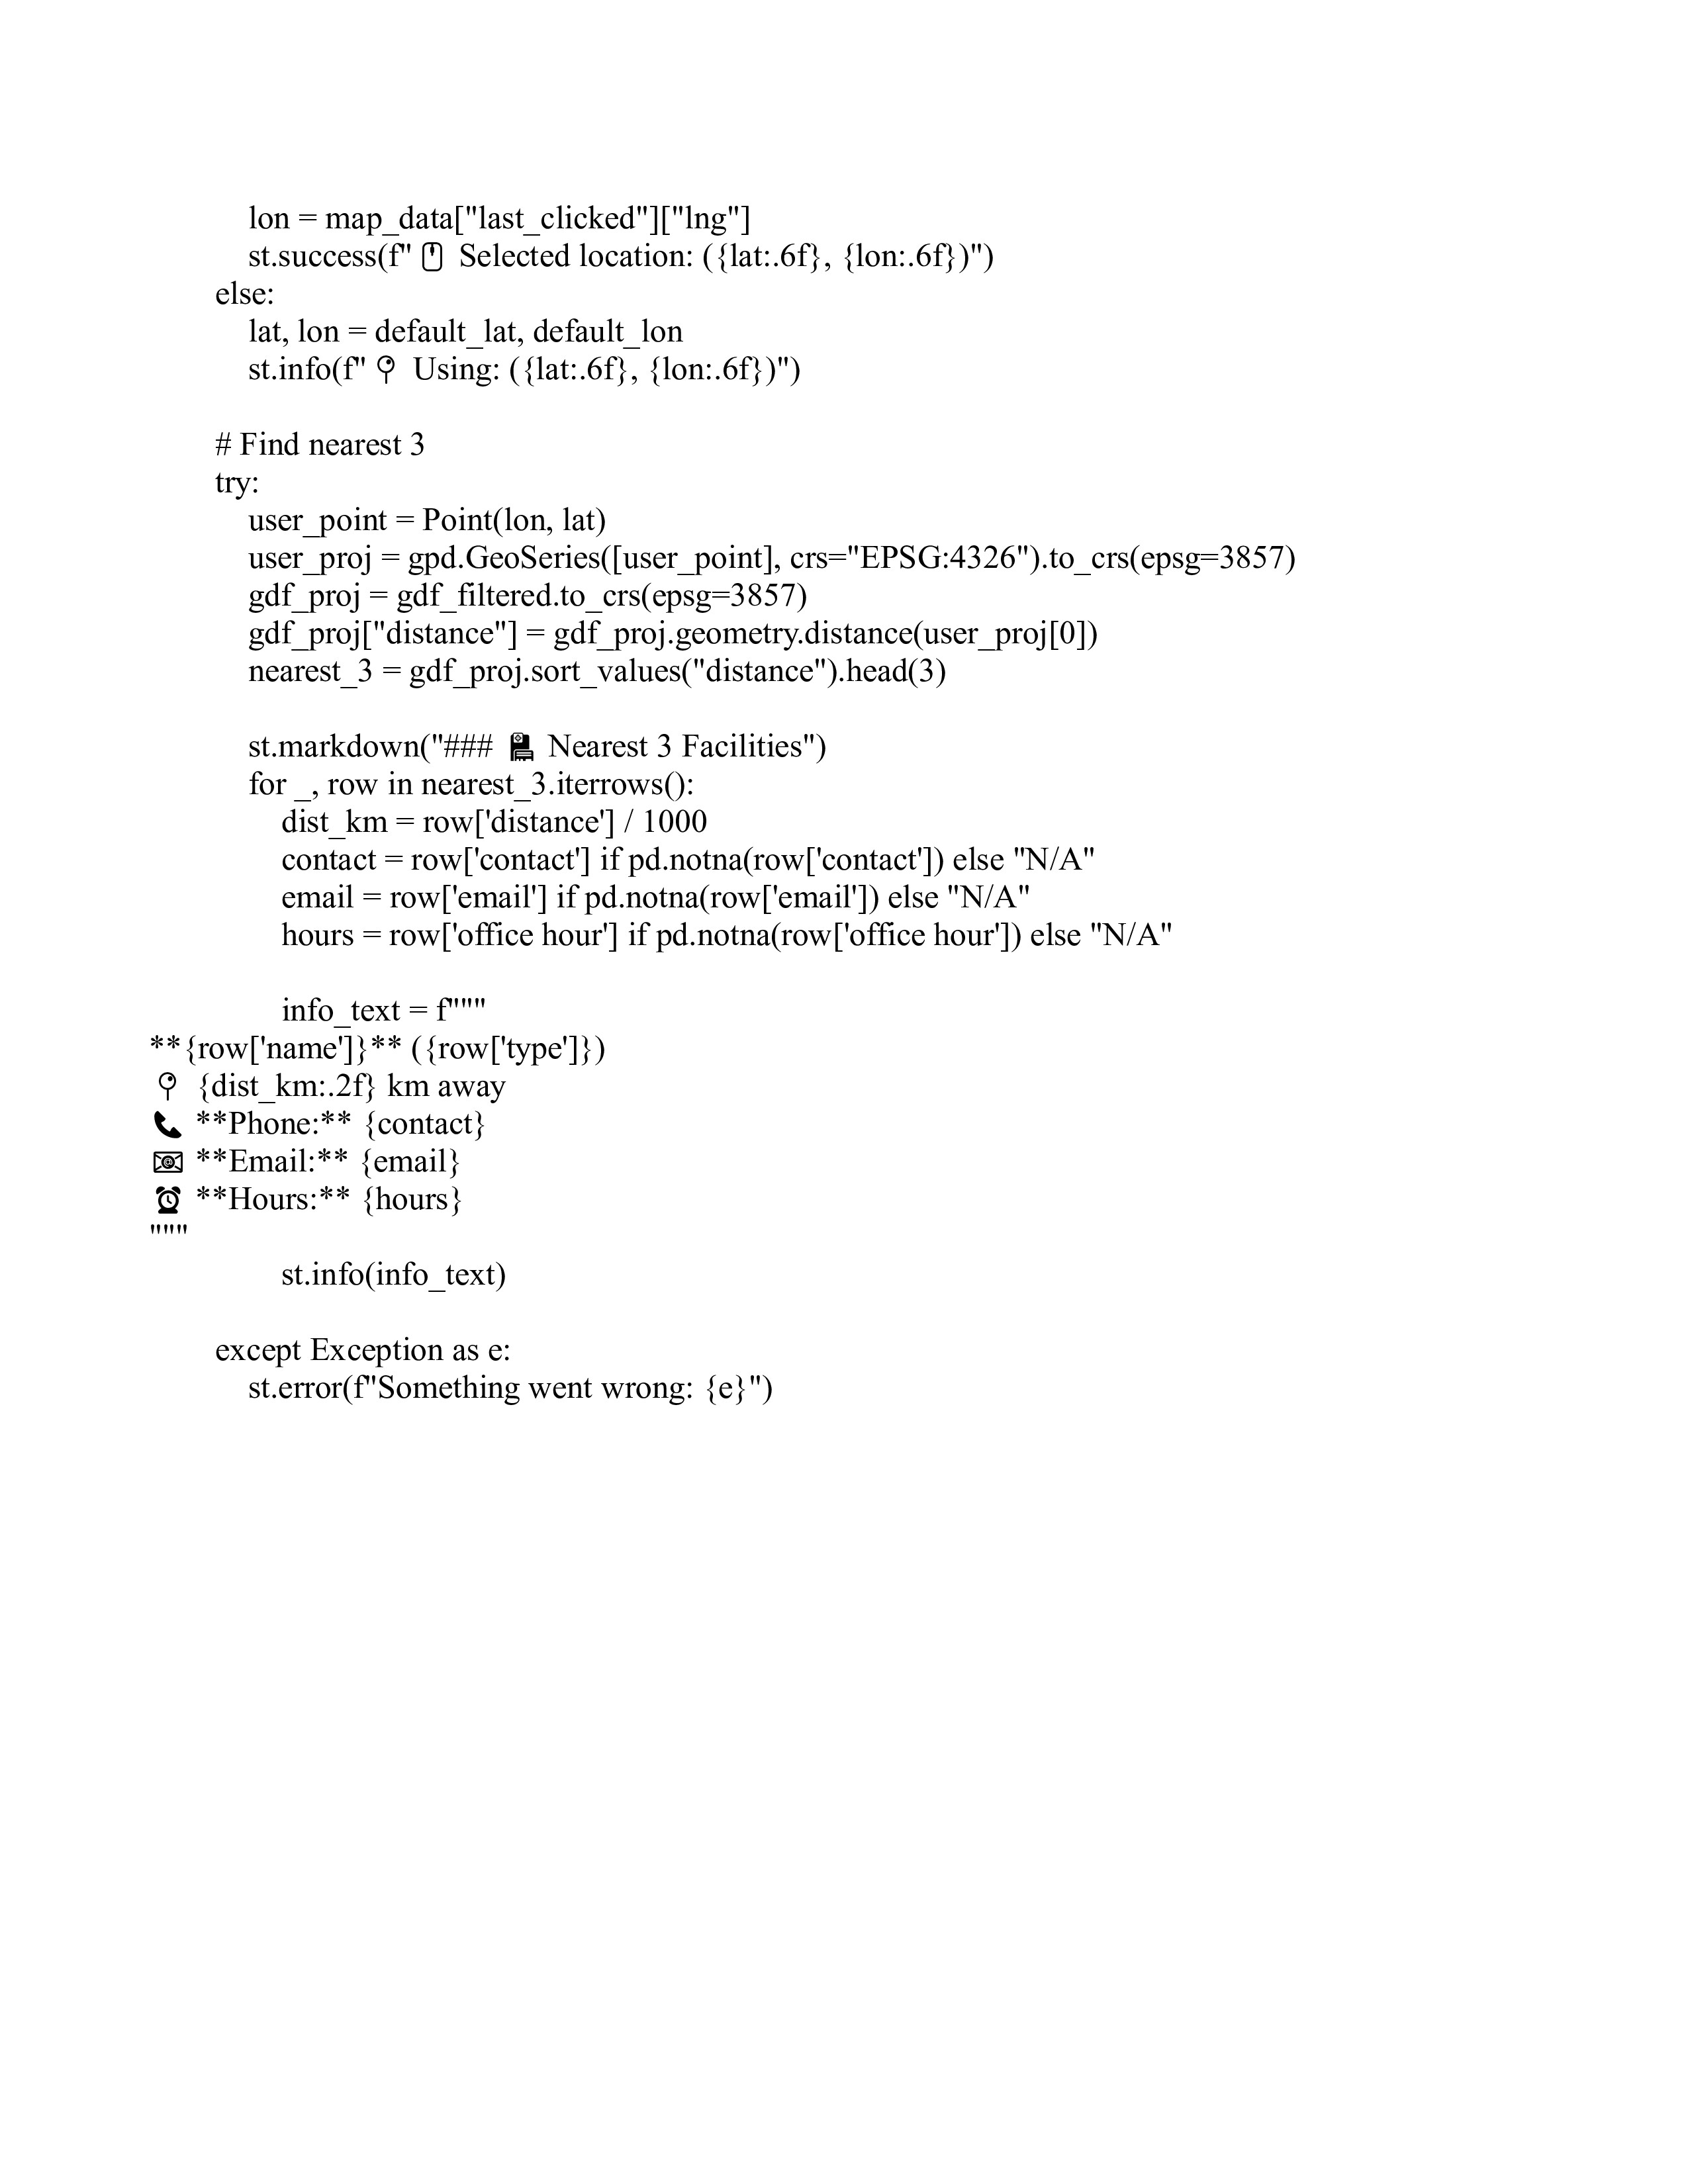 lon = map_data["last_clicked"]["lng"]
st.success(f" 🖱 Selected location: ({lat:.6f}, {lon:.6f})")
else:
lat, lon = default_lat, default_lon
st.info(f" 📍 Using: ({lat:.6f}, {lon:.6f})")
# Find nearest 3
try:
user_point = Point(lon, lat)
user_proj = gpd.GeoSeries([user_point], crs="EPSG:4326").to_crs(epsg=3857)
gdf_proj = gdf_filtered.to_crs(epsg=3857)
gdf_proj["distance"] = gdf_proj.geometry.distance(user_proj[0])
nearest_3 = gdf_proj.sort_values("distance").head(3)
st.markdown("### 🏥 Nearest 3 Facilities")
for _, row in nearest_3.iterrows():
dist_km = row['distance'] / 1000
contact = row['contact'] if pd.notna(row['contact']) else "N/A"
email = row['email'] if pd.notna(row['email']) else "N/A"
hours = row['office hour'] if pd.notna(row['office hour']) else "N/A"
info_text = f"""
**{row['name']}** ({row['type']})
📍 {dist_km:.2f} km away
📞 **Phone:** {contact}
📧 **Email:** {email}
⏰ **Hours:** {hours}
"""
st.info(info_text)
except Exception as e:
st.error(f"Something went wrong: {e}")